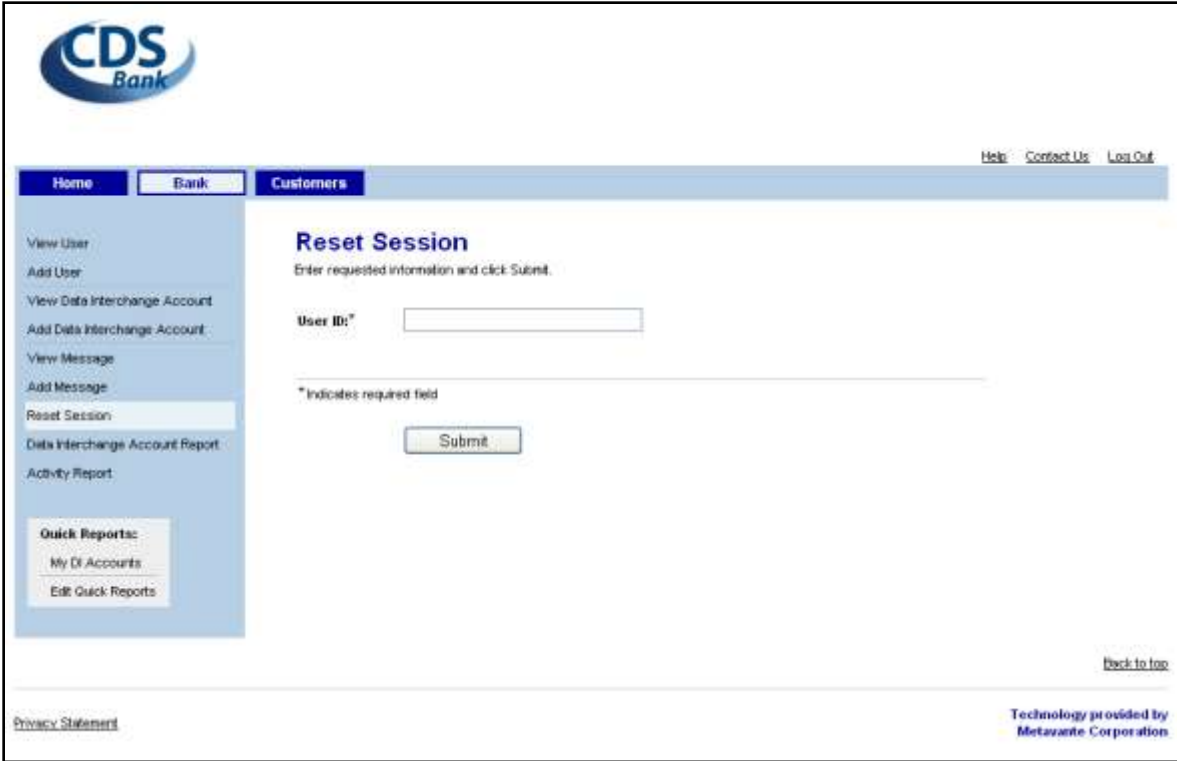 CDS
Bank
Help Contact Us Log Out
Home Bank Customers
View User
Add User
View Data Interchange Account
Add Data Interchange Account
View Message
Add Message
Reset Session
Data Interchange Account Report
Activity Report
Quick Reports:
My DI Accounts
Edit Quick Reports
Reset Session
Enter requested information and click Submit.
User ID:*
*Indicates required field
Submit
Back to top
Privacy Statement
Technology provided by
Metavante Corporation